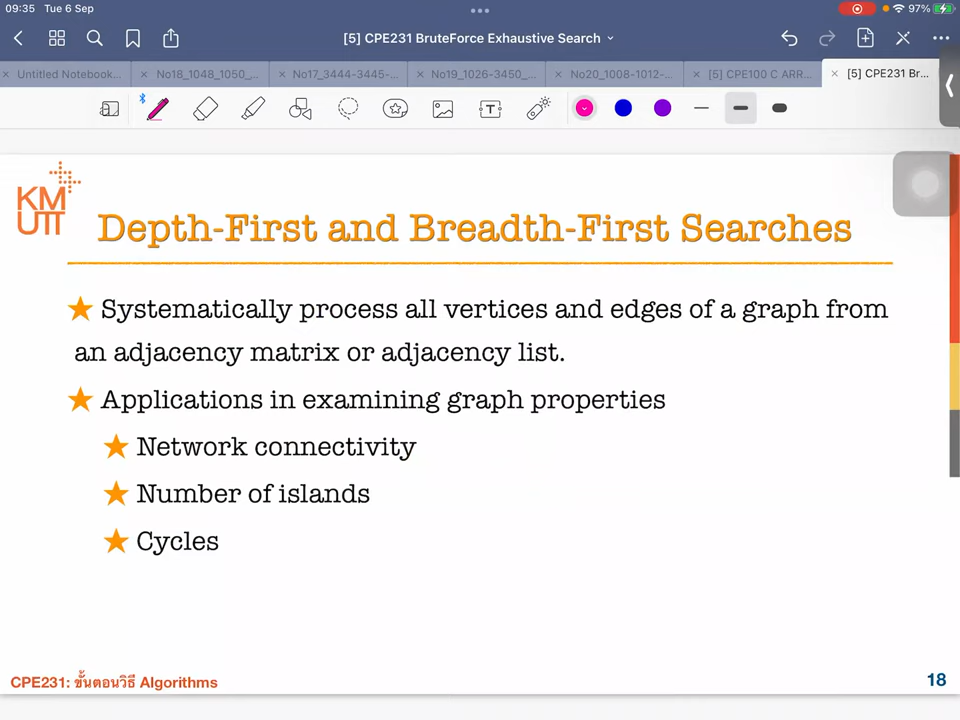 09:35 Tue 6 Sep
97%
[5] CPE231 BruteForce Exhaustive Search
Untitled Notebook...
No18_1048_1050_...
No17_3444-3445-...
No19_1026-3450_...
No20_1008-1012-...
[5] CPE100 C ARR...
[5] CPE231 Br...
T
KM
UTT
Depth-First and Breadth-First Searches
Systematically process all vertices and edges of a graph from
an adjacency matrix or adjacency list.
Applications in examining graph properties
Network connectivity
Number of islands
Cycles
CPE231: ขั้นตอนวิธี Algorithms
18